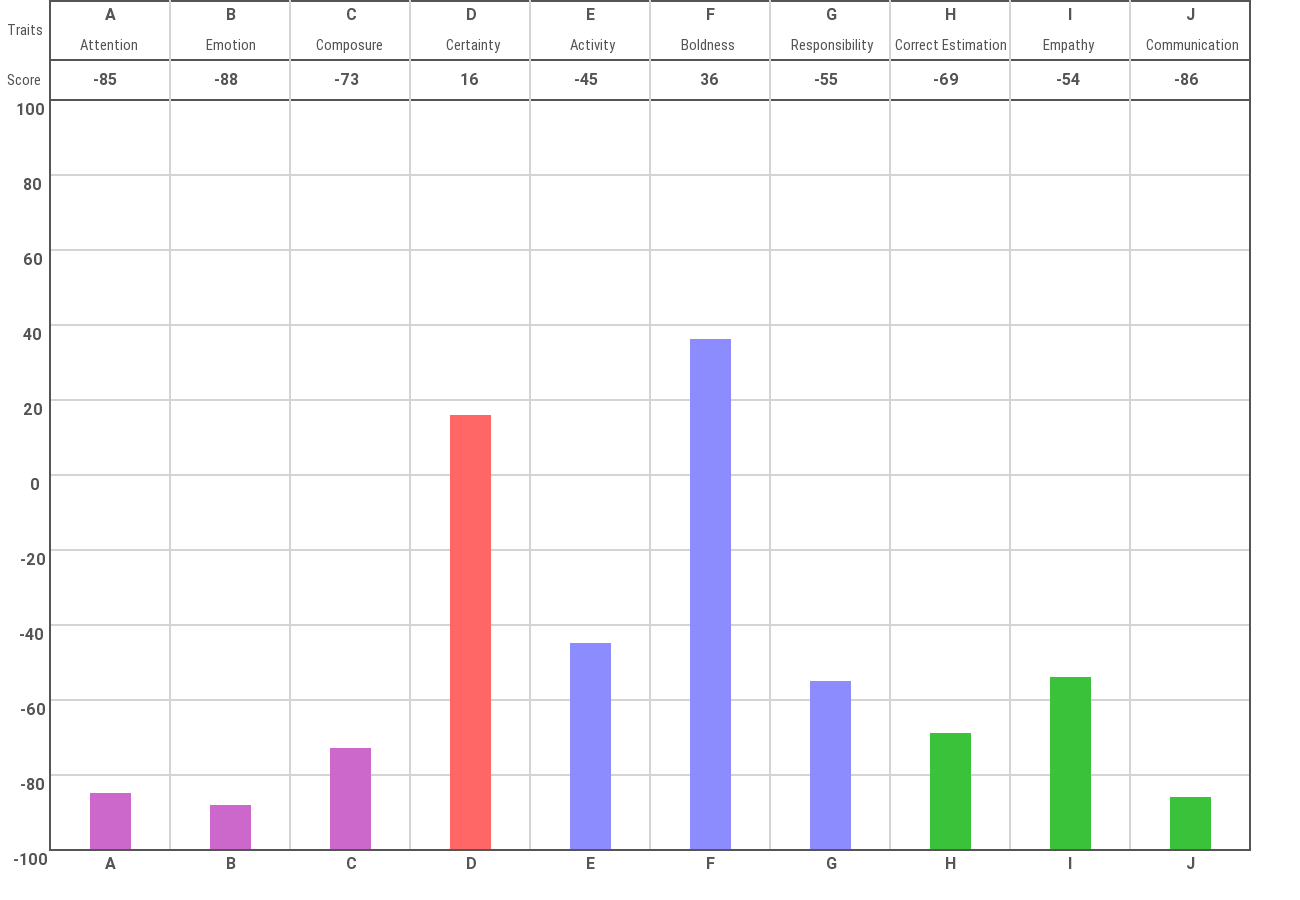 A B C D E F G H I J
Traits
Attention Emotion Composure Certainty Activity Boldness Responsibility Correct Estimation Empathy Communication
Score -85 -88 -73 16 -45 36 -55 -69 -54 -86
100
80
60
40
20
0
-20
-40
-60
-80
-100
A B C D E F G H I J